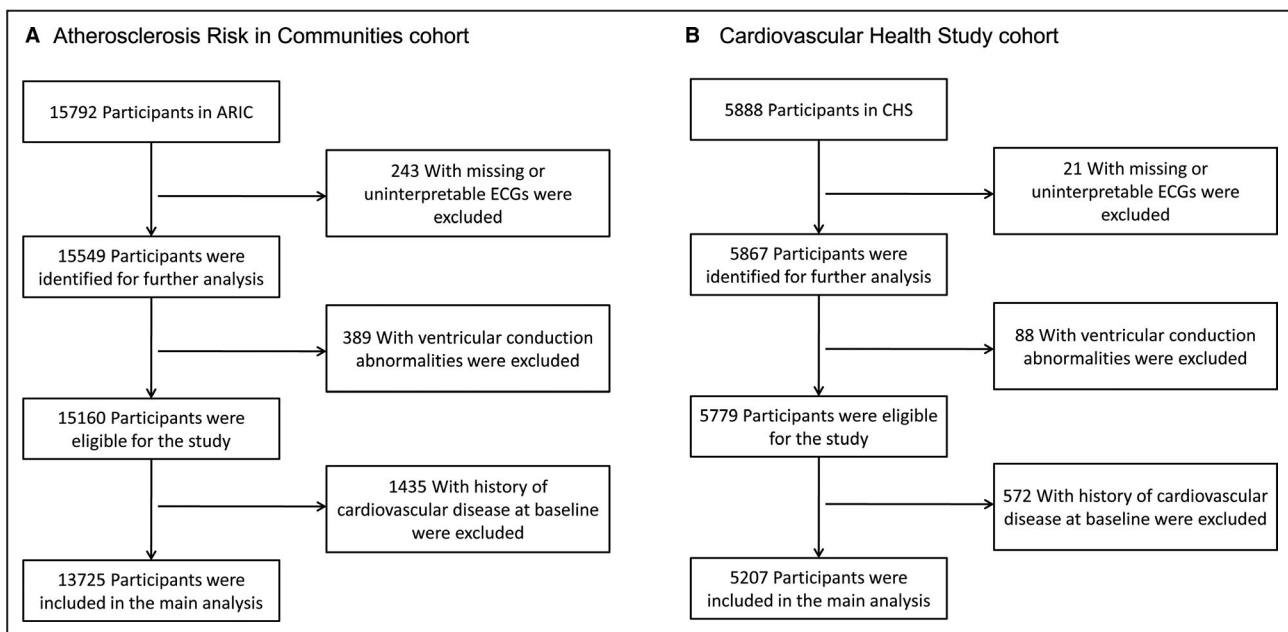 A Atherosclerosis Risk in Communities cohort
15792 Participants in ARIC
243 With missing or
uninterpretable ECGs were
excluded
15549 Participants were
identified for further analysis
389 With ventricular conduction
abnormalities were excluded
15160 Participants were
eligible for the study
1435 With history of
cardiovascular disease at baseline
were excluded
13725 Participants were
included in the main analysis
B Cardiovascular Health Study cohort
5888 Participants in CHS
21 With missing or
uninterpretable ECGs were
excluded
5867 Participants were
identified for further analysis
88 With ventricular conduction
abnormalities were excluded
5779 Participants were eligible
for the study
572 With history of cardiovascular
disease at baseline were excluded
5207 Participants were
included in the main analysis